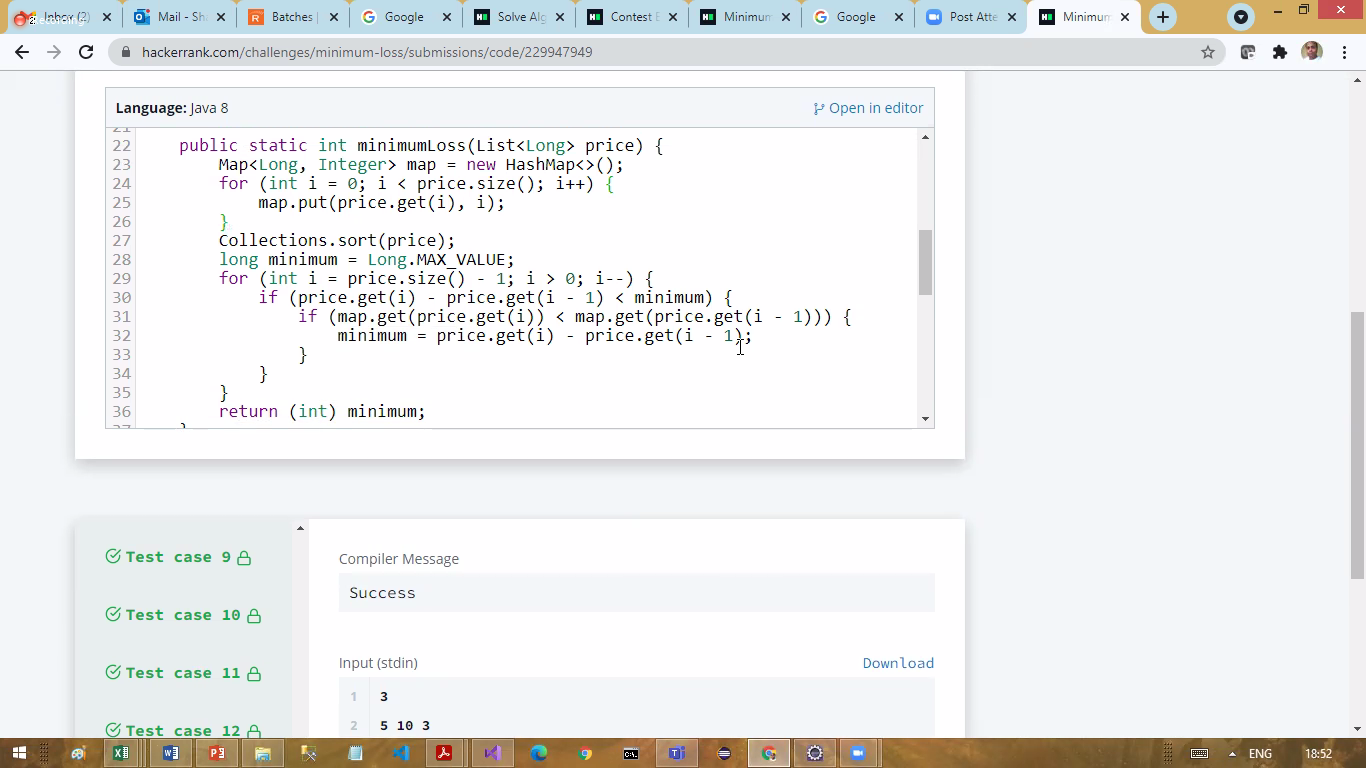 Inbox (2)
Mail - Sh
Batches |
Google
Solve Alg
Contest E
Minimum
Google
Post Atte
Minimum
hackerrank.com/challenges/minimum-loss/submissions/code/229947949
Language: Java 8
Open in editor
21
22 public static int minimumLoss(List<Long> price) {
23 Map<Long, Integer> map = new HashMap<>();
24 for (int i = 0; i < price.size(); i++) {
25 map.put(price.get(i), i);
26 }
27 Collections.sort(price);
28 long minimum = Long.MAX_VALUE;
29 for (int i = price.size() - 1; i > 0; i--) {
30 if (price.get(i) - price.get(i - 1) < minimum) {
31 if (map.get(price.get(i)) < map.get(price.get(i - 1))) {
32 minimum = price.get(i) - price.get(i - 1);
33 }
34 }
35 }
36 return (int) minimum;
37 }
Test case 9
Test case 10
Test case 11
Test case 12
Compiler Message
Success
Input (stdin)
Download
1 3
2 5 10 3
ENG
18:52